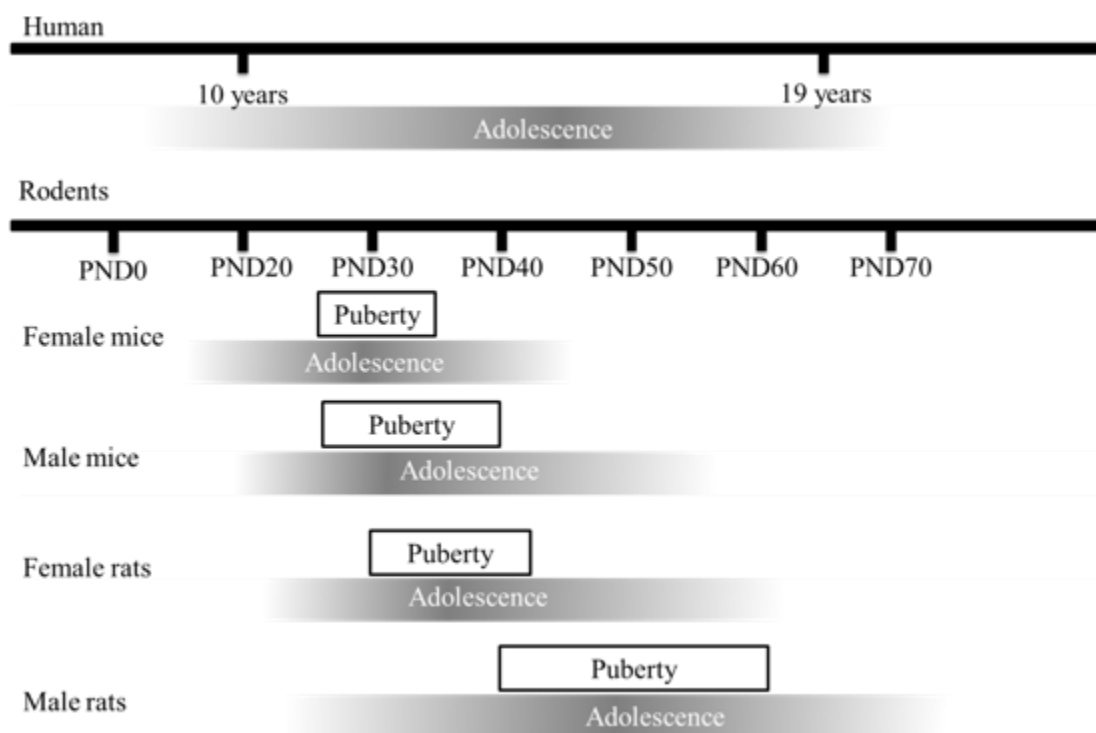 Human
10 years 19 years
Adolescence
Rodents
PND0 PND20 PND30 PND40 PND50 PND60 PND70
Puberty
Female mice
Adolescence
Puberty
Male mice
Adolescence
Puberty
Female rats
Adolescence
Puberty
Male rats
Adolescence